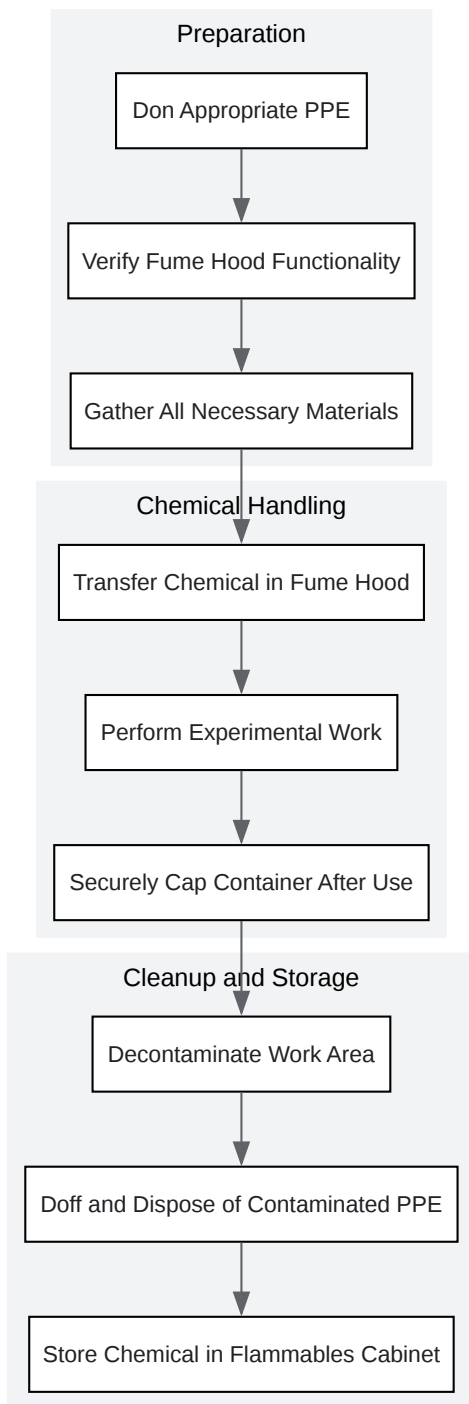 Preparation
Don Appropriate PPE
Verify Fume Hood Functionality
Gather All Necessary Materials
Chemical Handling
Transfer Chemical in Fume Hood
Perform Experimental Work
Securely Cap Container After Use
Cleanup and Storage
Decontaminate Work Area
Doff and Dispose of Contaminated PPE
Store Chemical in Flammables Cabinet